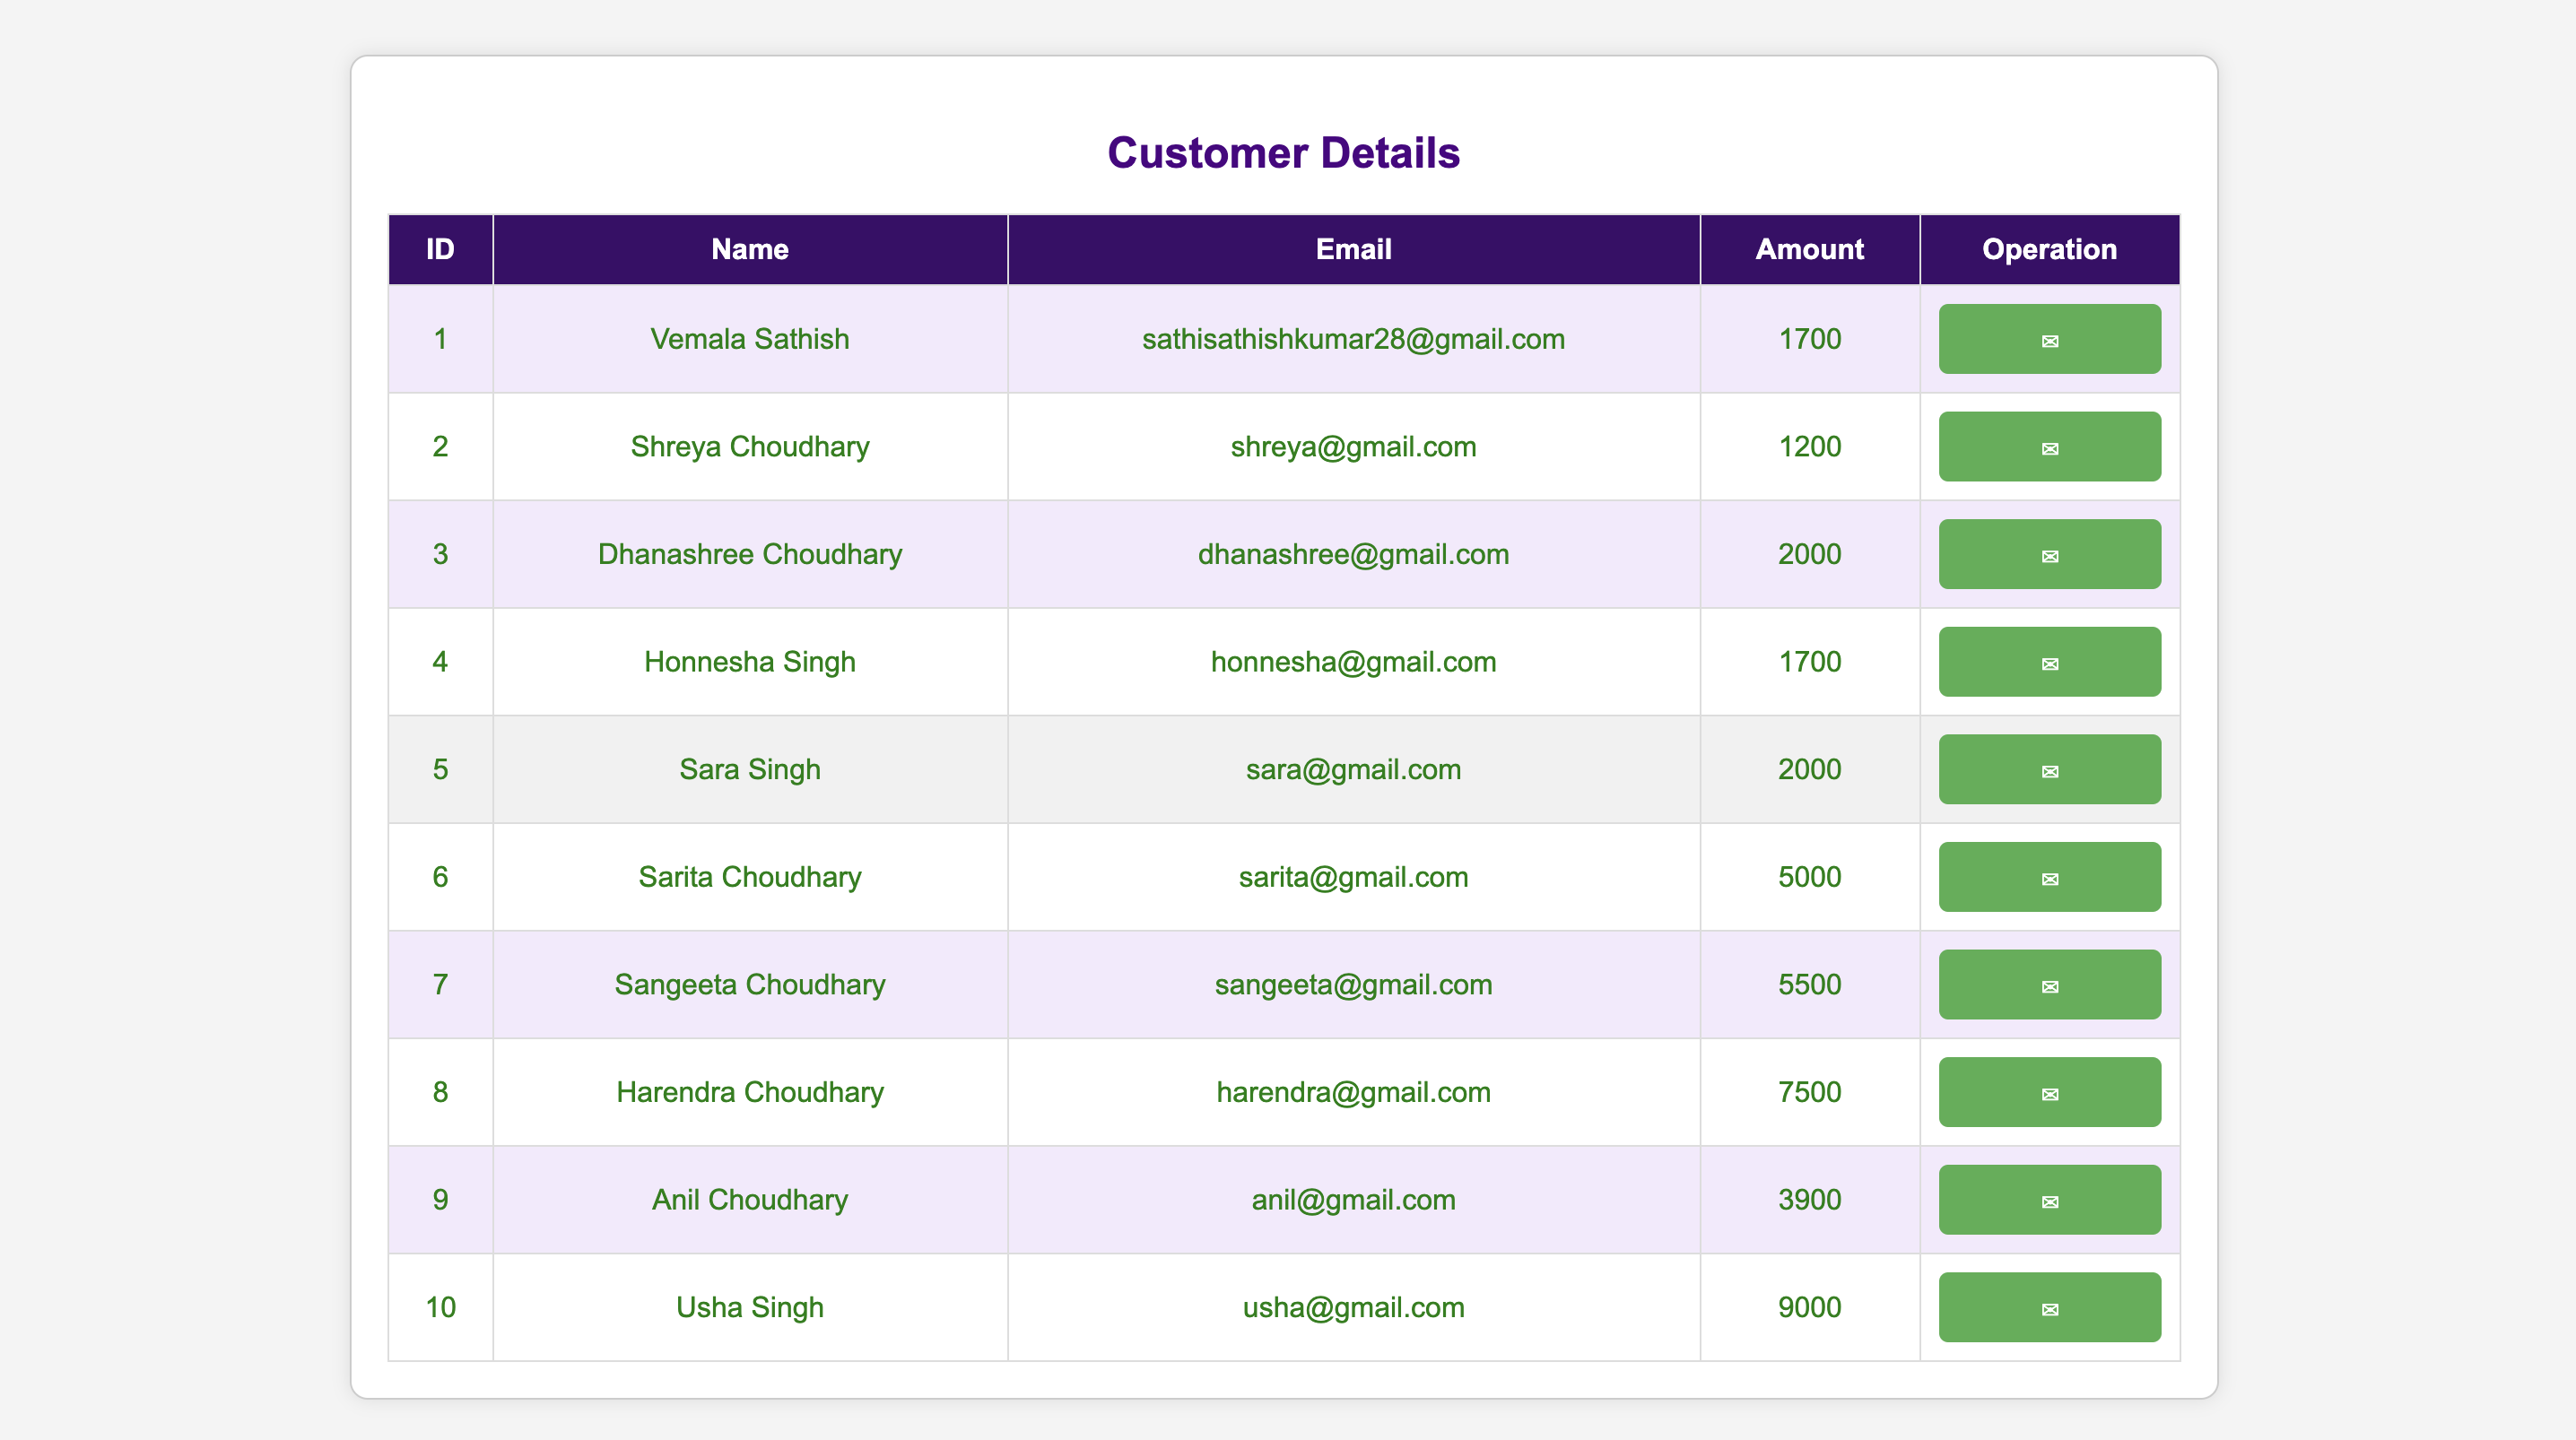 Customer Details
ID Name Email Amount Operation
1 Vemala Sathish sathisathishkumar28@gmail.com 1700 ✉
2 Shreya Choudhary shreya@gmail.com 1200 ✉
3 Dhanashree Choudhary dhanashree@gmail.com 2000 ✉
4 Honnesha Singh honnesha@gmail.com 1700 ✉
5 Sara Singh sara@gmail.com 2000 ✉
6 Sarita Choudhary sarita@gmail.com 5000 ✉
7 Sangeeta Choudhary sangeeta@gmail.com 5500 ✉
8 Harendra Choudhary harendra@gmail.com 7500 ✉
9 Anil Choudhary anil@gmail.com 3900 ✉
10 Usha Singh usha@gmail.com 9000 ✉